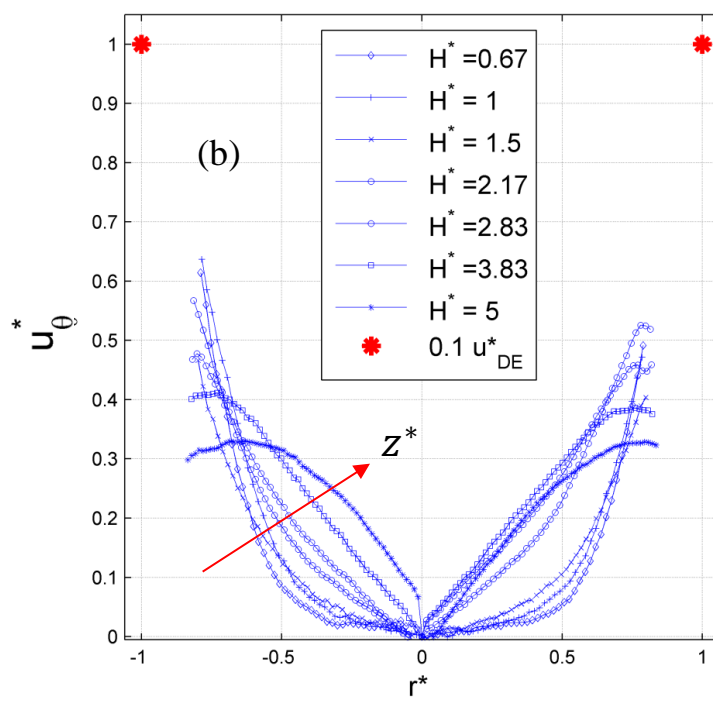 1
0.9
0.8
0.7
0.6
0.5
0.4
0.3
0.2
0.1
0
-1
-0.5
0
0.5
1
u*θ
r*
(b)
H* =0.67
H* = 1
H* = 1.5
H* =2.17
H* =2.83
H* =3.83
H* = 5
0.1 u*DE
z*